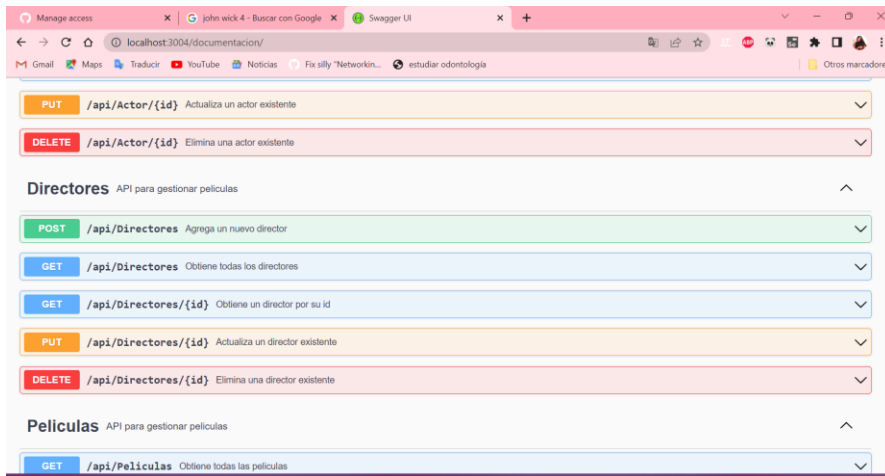 Manage access
G john wick 4 - Buscar con Google
Swagger UI
localhost:3004/documentacion/
ABP
Gmail
Maps
Traducir
YouTube
Noticias
Fix silly "Networkin...
estudiar odontología
Otros marcadore
PUT /api/Actor/{id} Actualiza un actor existente
DELETE /api/Actor/{id} Elimina una actor existente
Directores API para gestionar peliculas
POST /api/Directores Agrega un nuevo director
GET /api/Directores Obtiene todas los directores
GET /api/Directores/{id} Obtiene un director por su id
PUT /api/Directores/{id} Actualiza un director existente
DELETE /api/Directores/{id} Elimina una director existente
Peliculas API para gestionar peliculas
GET /api/Peliculas Obtiene todas las peliculas